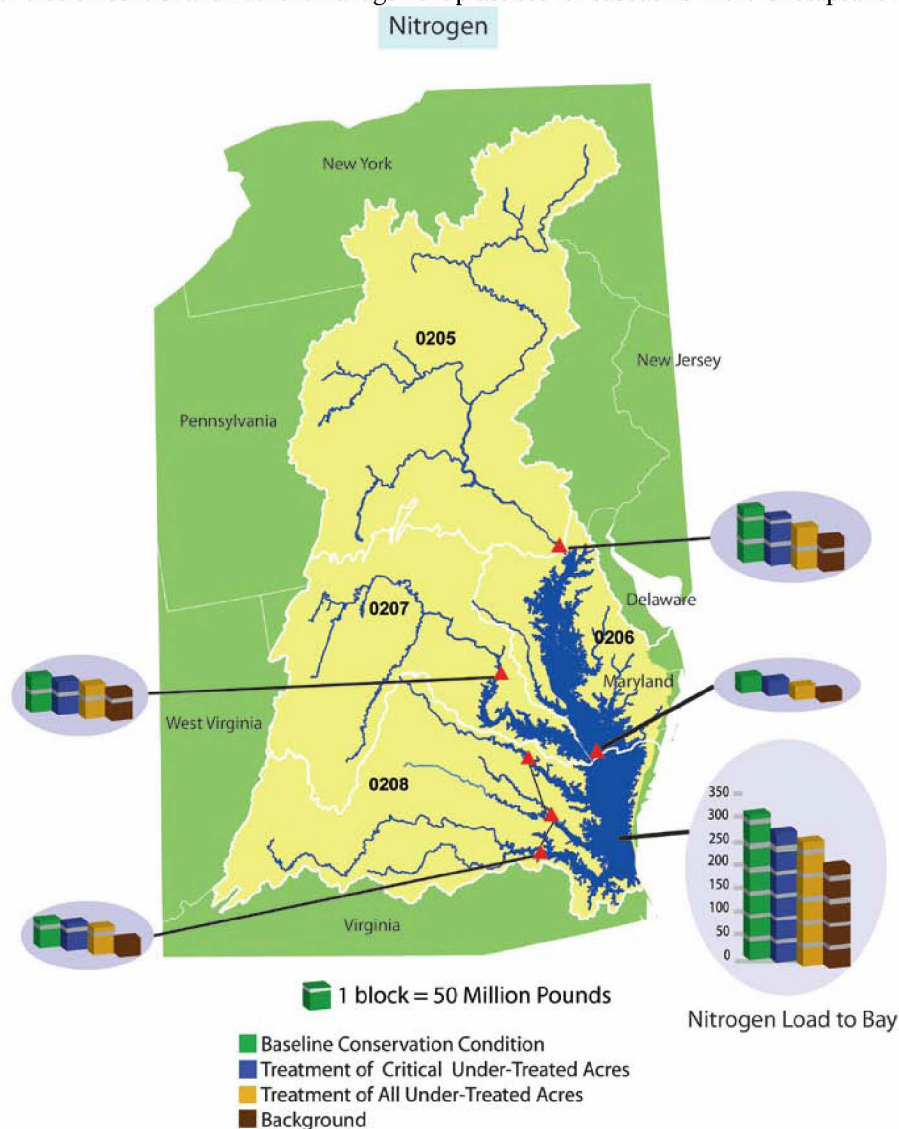 Nitrogen
New York
0205
New Jersey
Pennsylvania
Delaware
0207
0206
Maryland
West Virginia
0208
350
300
250
200
150
100
50
0
Virginia
1 block = 50 Million Pounds
Nitrogen Load to Bay
Baseline Conservation Condition
Treatment of Critical Under-Treated Acres
Treatment of All Under-Treated Acres
Background